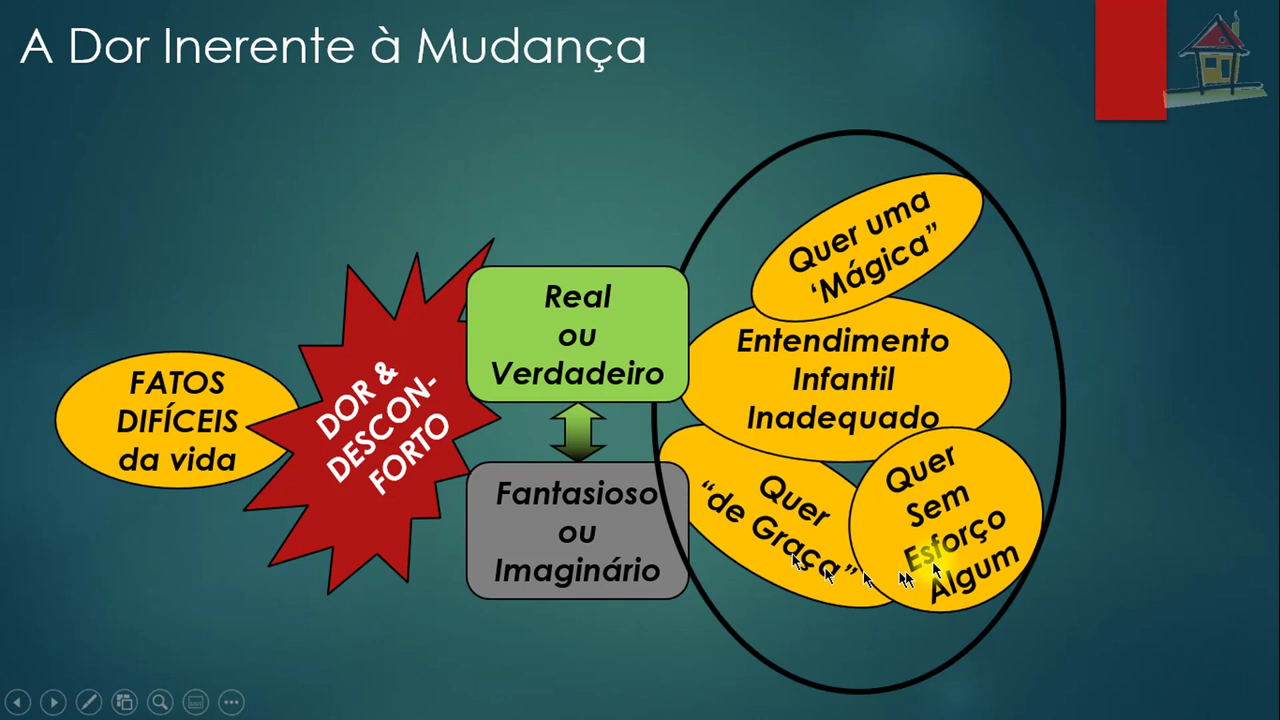 A Dor Inerente à Mudança
FATOS
DIFÍCEIS
da vida
DOR &
DESCON-
FORTO
Real
ou
Verdadeiro
Fantasioso
ou
Imaginário
Quer uma
‘Mágica”
Entendimento
Infantil
Inadequado
Quer
“de Graça”
Quer
Sem
Esforço
Algum